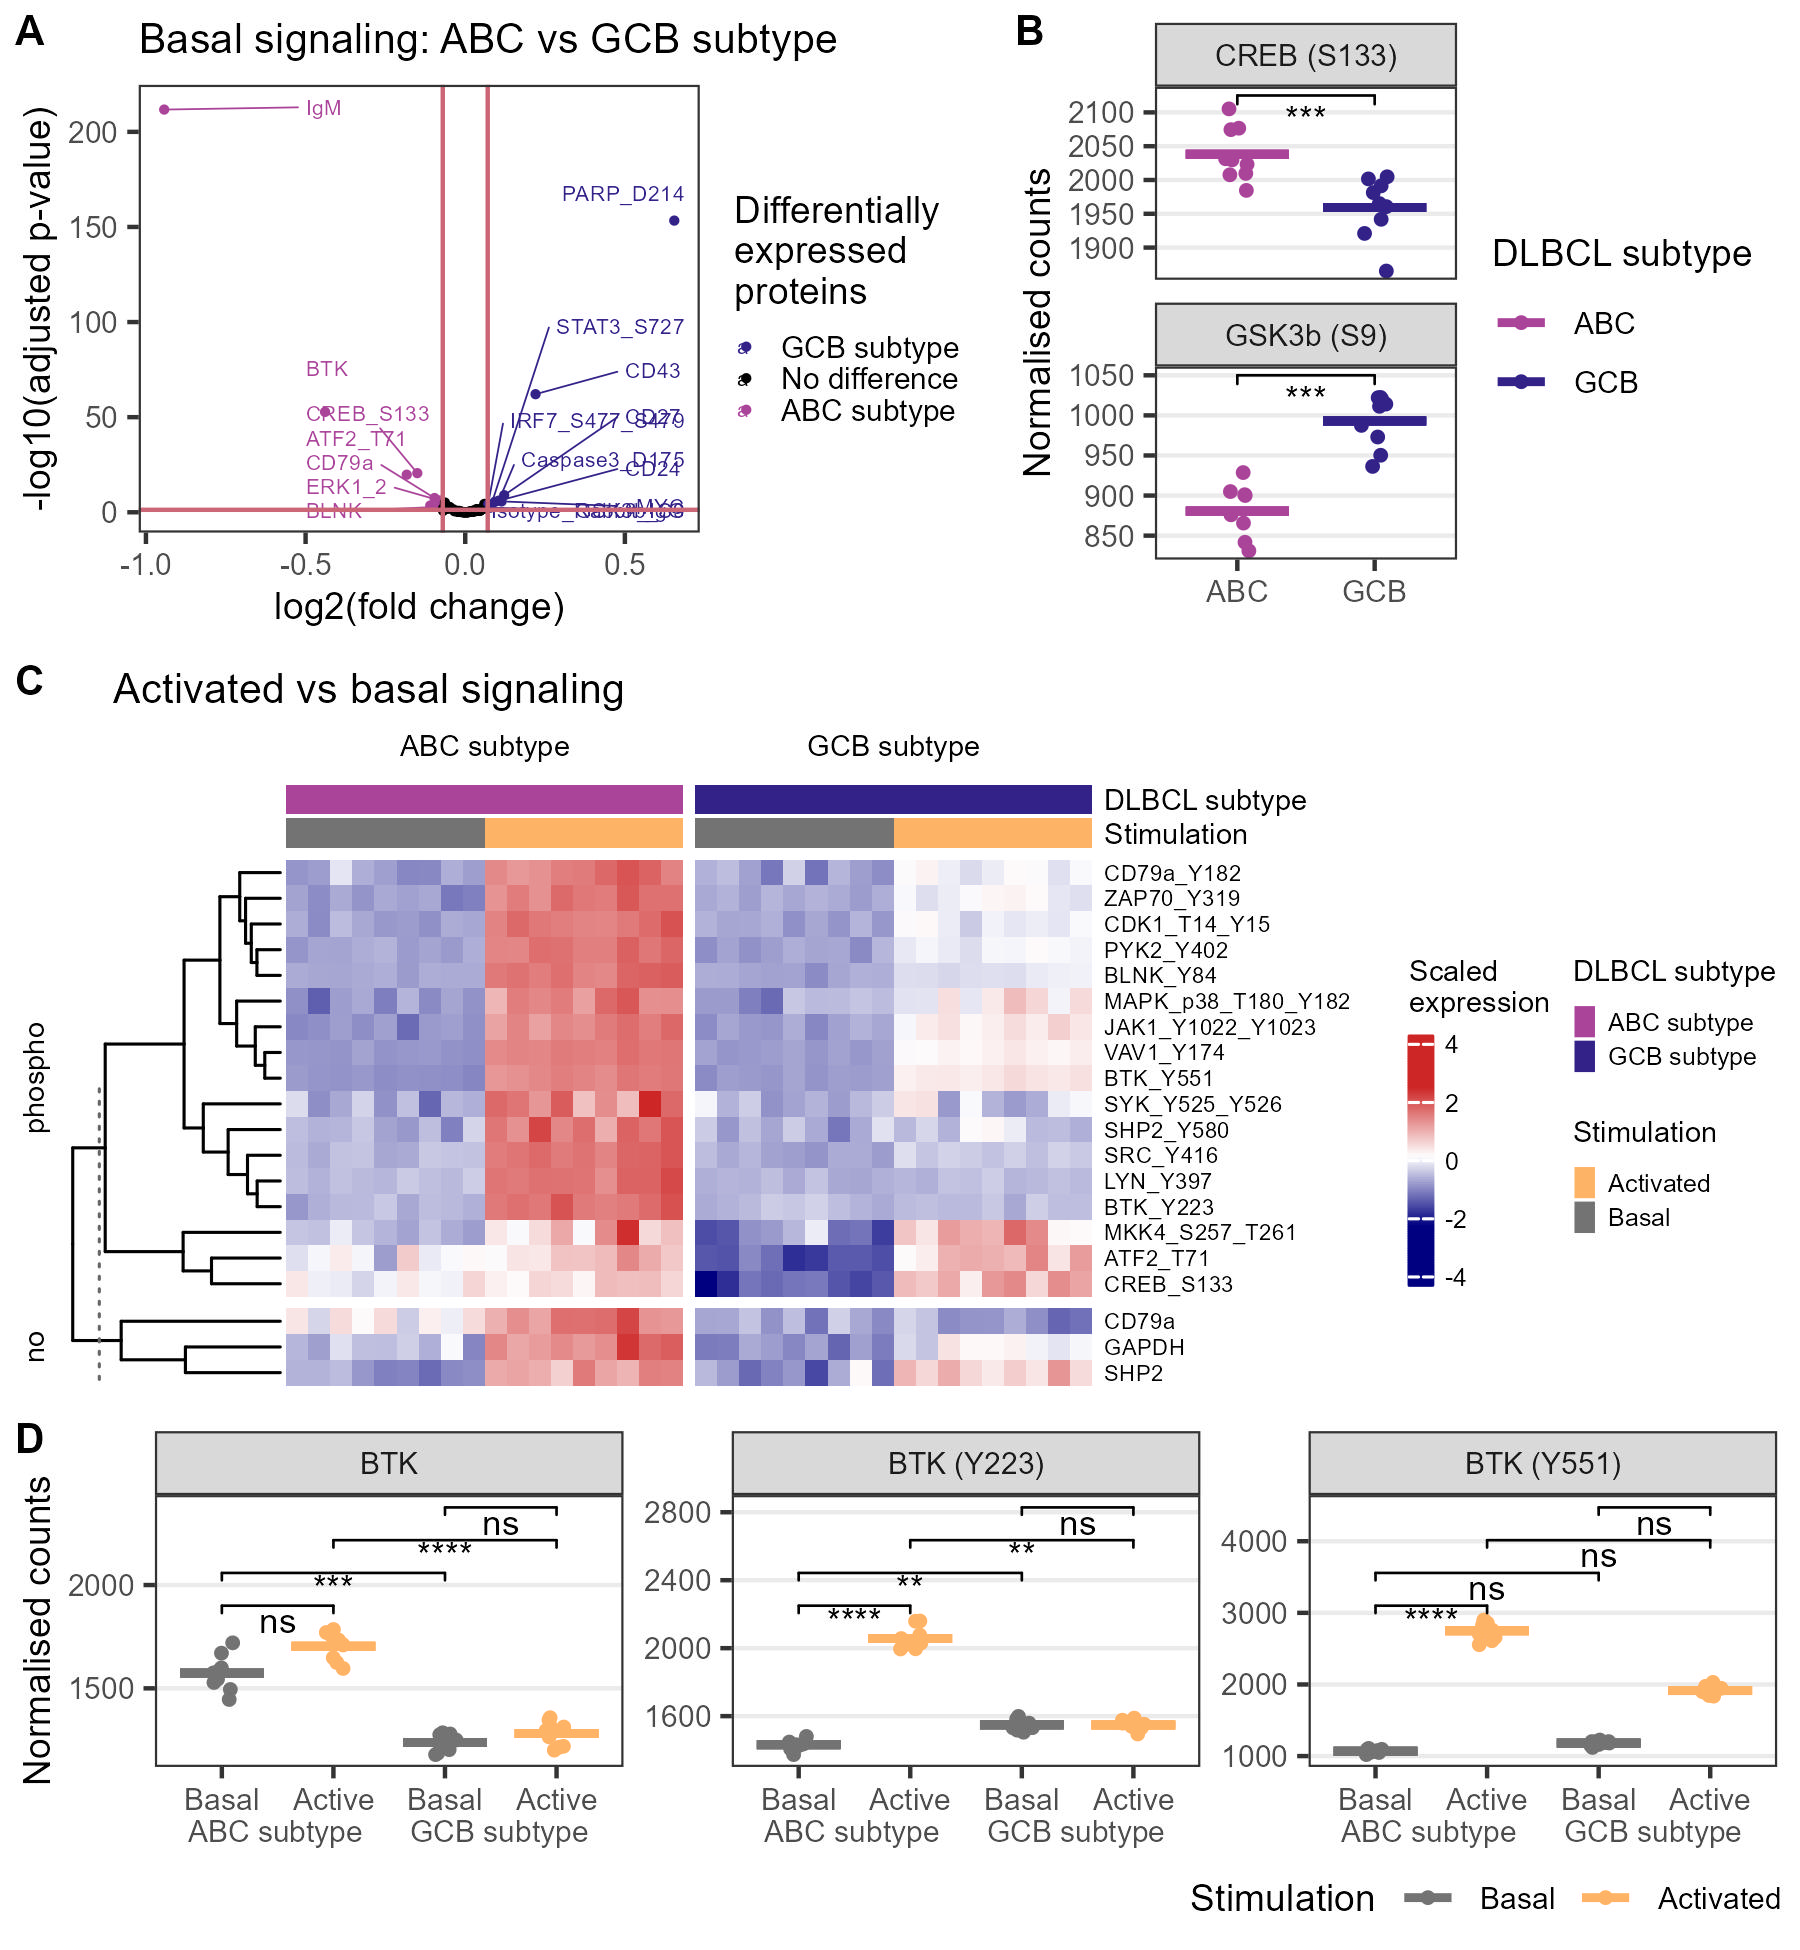 A
Basal signaling: ABC vs GCB subtype
-log10(adjusted p-value)
200
150
100
50
0
IgM
PARP_D214
STAT3_S727
BTK
CD43
CREB_S133
CD27
IRF7_S477_S479
ATF2_T71
CD79a
Caspase3_D175
CD24
ERK1_2
BLNK
MYC
-1.0
-0.5
0.0
0.5
log2(fold change)
Differentially
expressed
proteins
a GCB subtype
a No difference
a ABC subtype
B
CREB (S133)
2100
2050
2000
1950
1900
***
GSK3b (S9)
1050
1000
950
900
850
***
ABC
GCB
Normalised counts
DLBCL subtype
ABC
GCB
C
Activated vs basal signaling
ABC subtype
GCB subtype
DLBCL subtype
Stimulation
phospho
no
CD79a_Y182
ZAP70_Y319
CDK1_T14_Y15
PYK2_Y402
BLNK_Y84
MAPK_p38_T180_Y182
JAK1_Y1022_Y1023
VAV1_Y174
BTK_Y551
SYK_Y525_Y526
SHP2_Y580
SRC_Y416
LYN_Y397
BTK_Y223
MKK4_S257_T261
ATF2_T71
CREB_S133
CD79a
GAPDH
SHP2
Scaled
expression
4
2
0
-2
-4
DLBCL subtype
ABC subtype
GCB subtype
Stimulation
Activated
Basal
D
Normalised counts
BTK
2000
1500
ns
****
***
ns
Basal
Active
Basal
Active
ABC subtype
GCB subtype
BTK (Y223)
2800
2400
2000
1600
ns
**
**
****
Basal
Active
Basal
Active
ABC subtype
GCB subtype
BTK (Y551)
4000
3000
2000
1000
ns
ns
ns
****
Basal
Active
Basal
Active
ABC subtype
GCB subtype
Stimulation
Basal
Activated